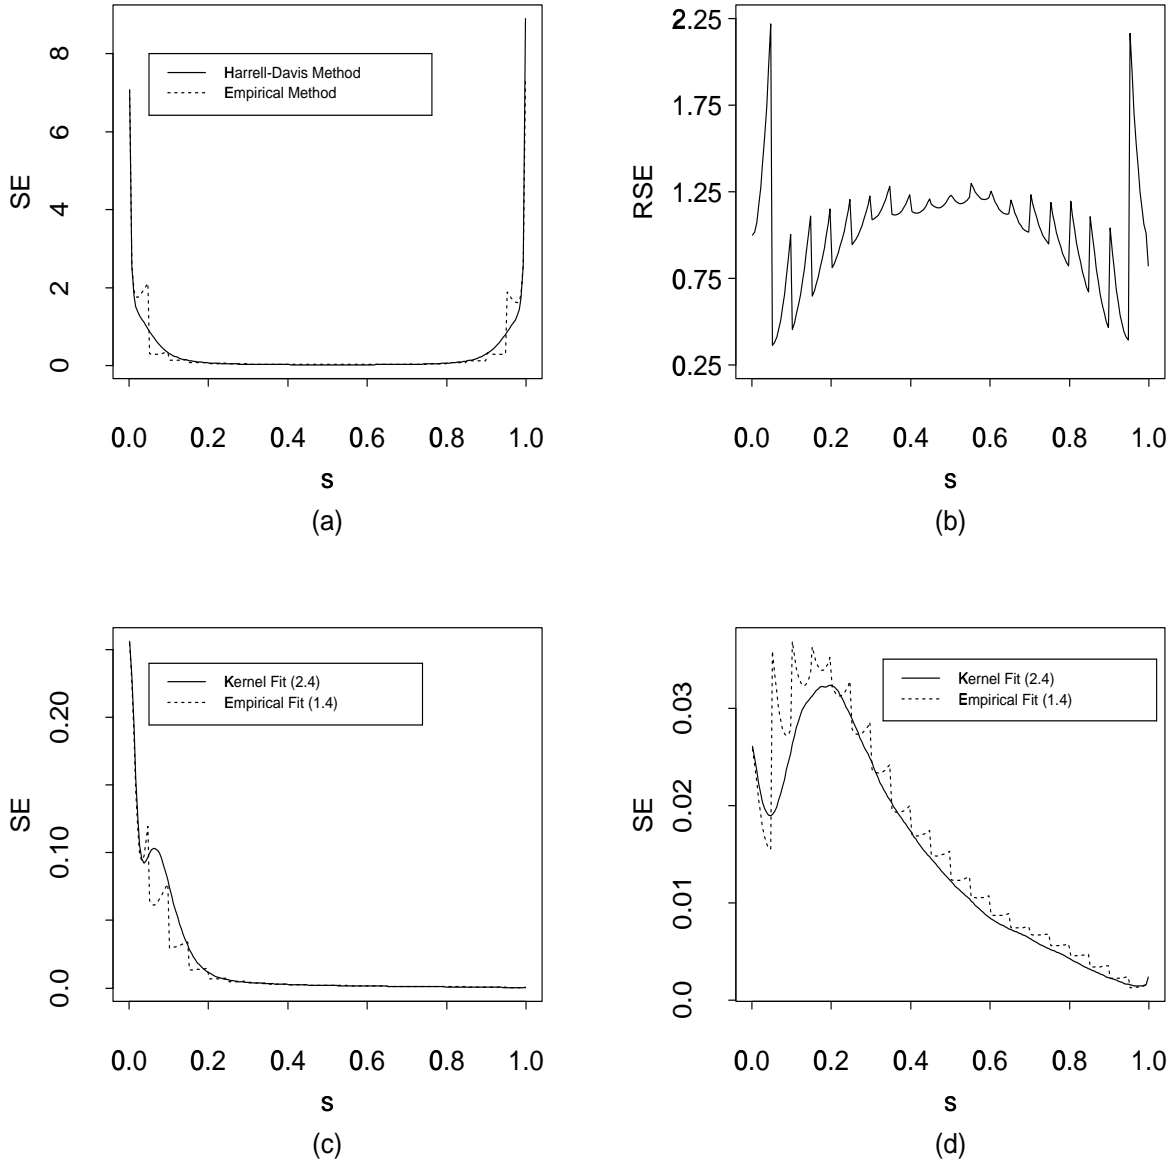 SE
8
6
4
2
0
Harrell-Davis Method
Empirical Method
0.0 0.2 0.4 0.6 0.8 1.0
s
(a)
RSE
2.25
1.75
1.25
0.75
0.25
0.0 0.2 0.4 0.6 0.8 1.0
s
(b)
SE
0.20
0.10
0.0
Kernel Fit (2.4)
Empirical Fit (1.4)
0.0 0.2 0.4 0.6 0.8 1.0
s
(c)
SE
0.03
0.02
0.01
0.0
Kernel Fit (2.4)
Empirical Fit (1.4)
0.0 0.2 0.4 0.6 0.8 1.0
s
(d)